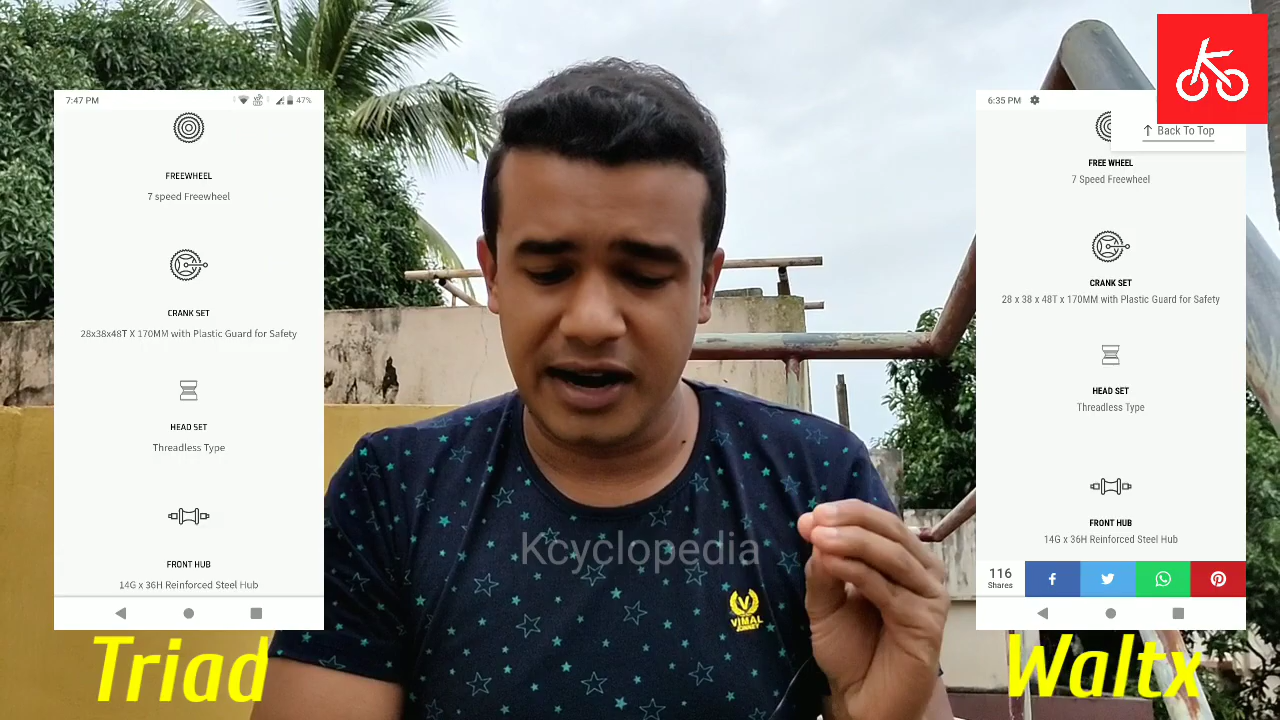 7:47 PM
47%
FREEWHEEL
7 speed Freewheel
CRANK SET
28x38x48T X 170MM with Plastic Guard for Safety
HEAD SET
Threadless Type
FRONT HUB
14G x 36H Reinforced Steel Hub
Triad
Kcyclopedia
VIMAL
JONNEY
6:35 PM
Back To Top
FREE WHEEL
7 Speed Freewheel
CRANK SET
28 x 38 x 48T x 170MM with Plastic Guard for Safety
HEAD SET
Threadless Type
FRONT HUB
14G x 36H Reinforced Steel Hub
116
Shares
Waltx